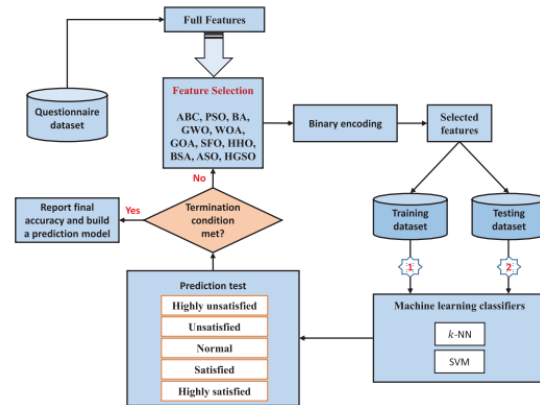 Full Features
Questionnaire
dataset
Feature Selection
ABC, PSO, BA,
GWO, WOA,
GOA, SFO, HHO,
BSA, ASO, HGSO
Binary encoding
Selected
features
No
Yes
Report final
accuracy and build
a prediction model
Termination
condition
met?
Training
dataset
Testing
dataset
1
2
Prediction test
Highly unsatisfied
Unsatisfied
Normal
Satisfied
Highly satisfied
Machine learning classifiers
k-NN
SVM